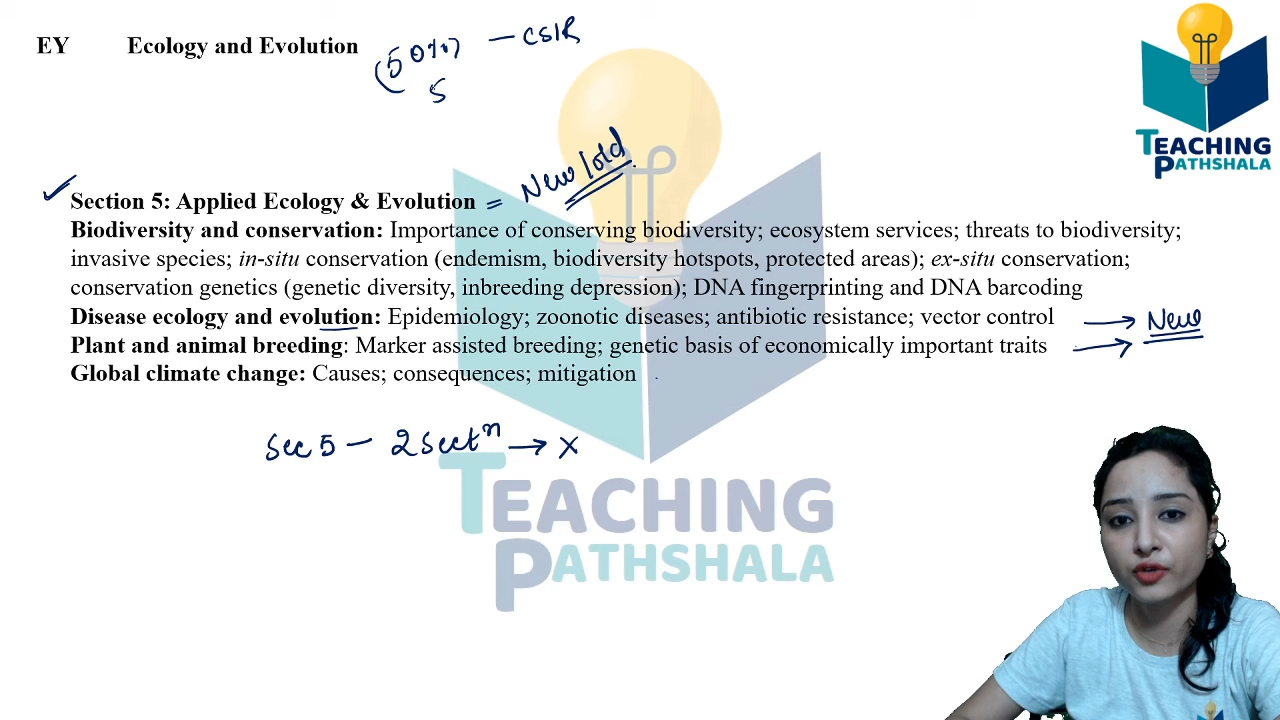 EY Ecology and Evolution
(50%) — CSIR
5
New/old
Section 5: Applied Ecology & Evolution =
Biodiversity and conservation: Importance of conserving biodiversity; ecosystem services; threats to biodiversity;
invasive species; in-situ conservation (endemism, biodiversity hotspots, protected areas); ex-situ conservation;
conservation genetics (genetic diversity, inbreeding depression); DNA fingerprinting and DNA barcoding
Disease ecology and evolution: Epidemiology; zoonotic diseases; antibiotic resistance; vector control → New
Plant and animal breeding: Marker assisted breeding; genetic basis of economically important traits →
Global climate change: Causes; consequences; mitigation
Sec 5 — 2 Sectn → X
TEACHING
PATHSHALA
TEACHING
PATHSHALA